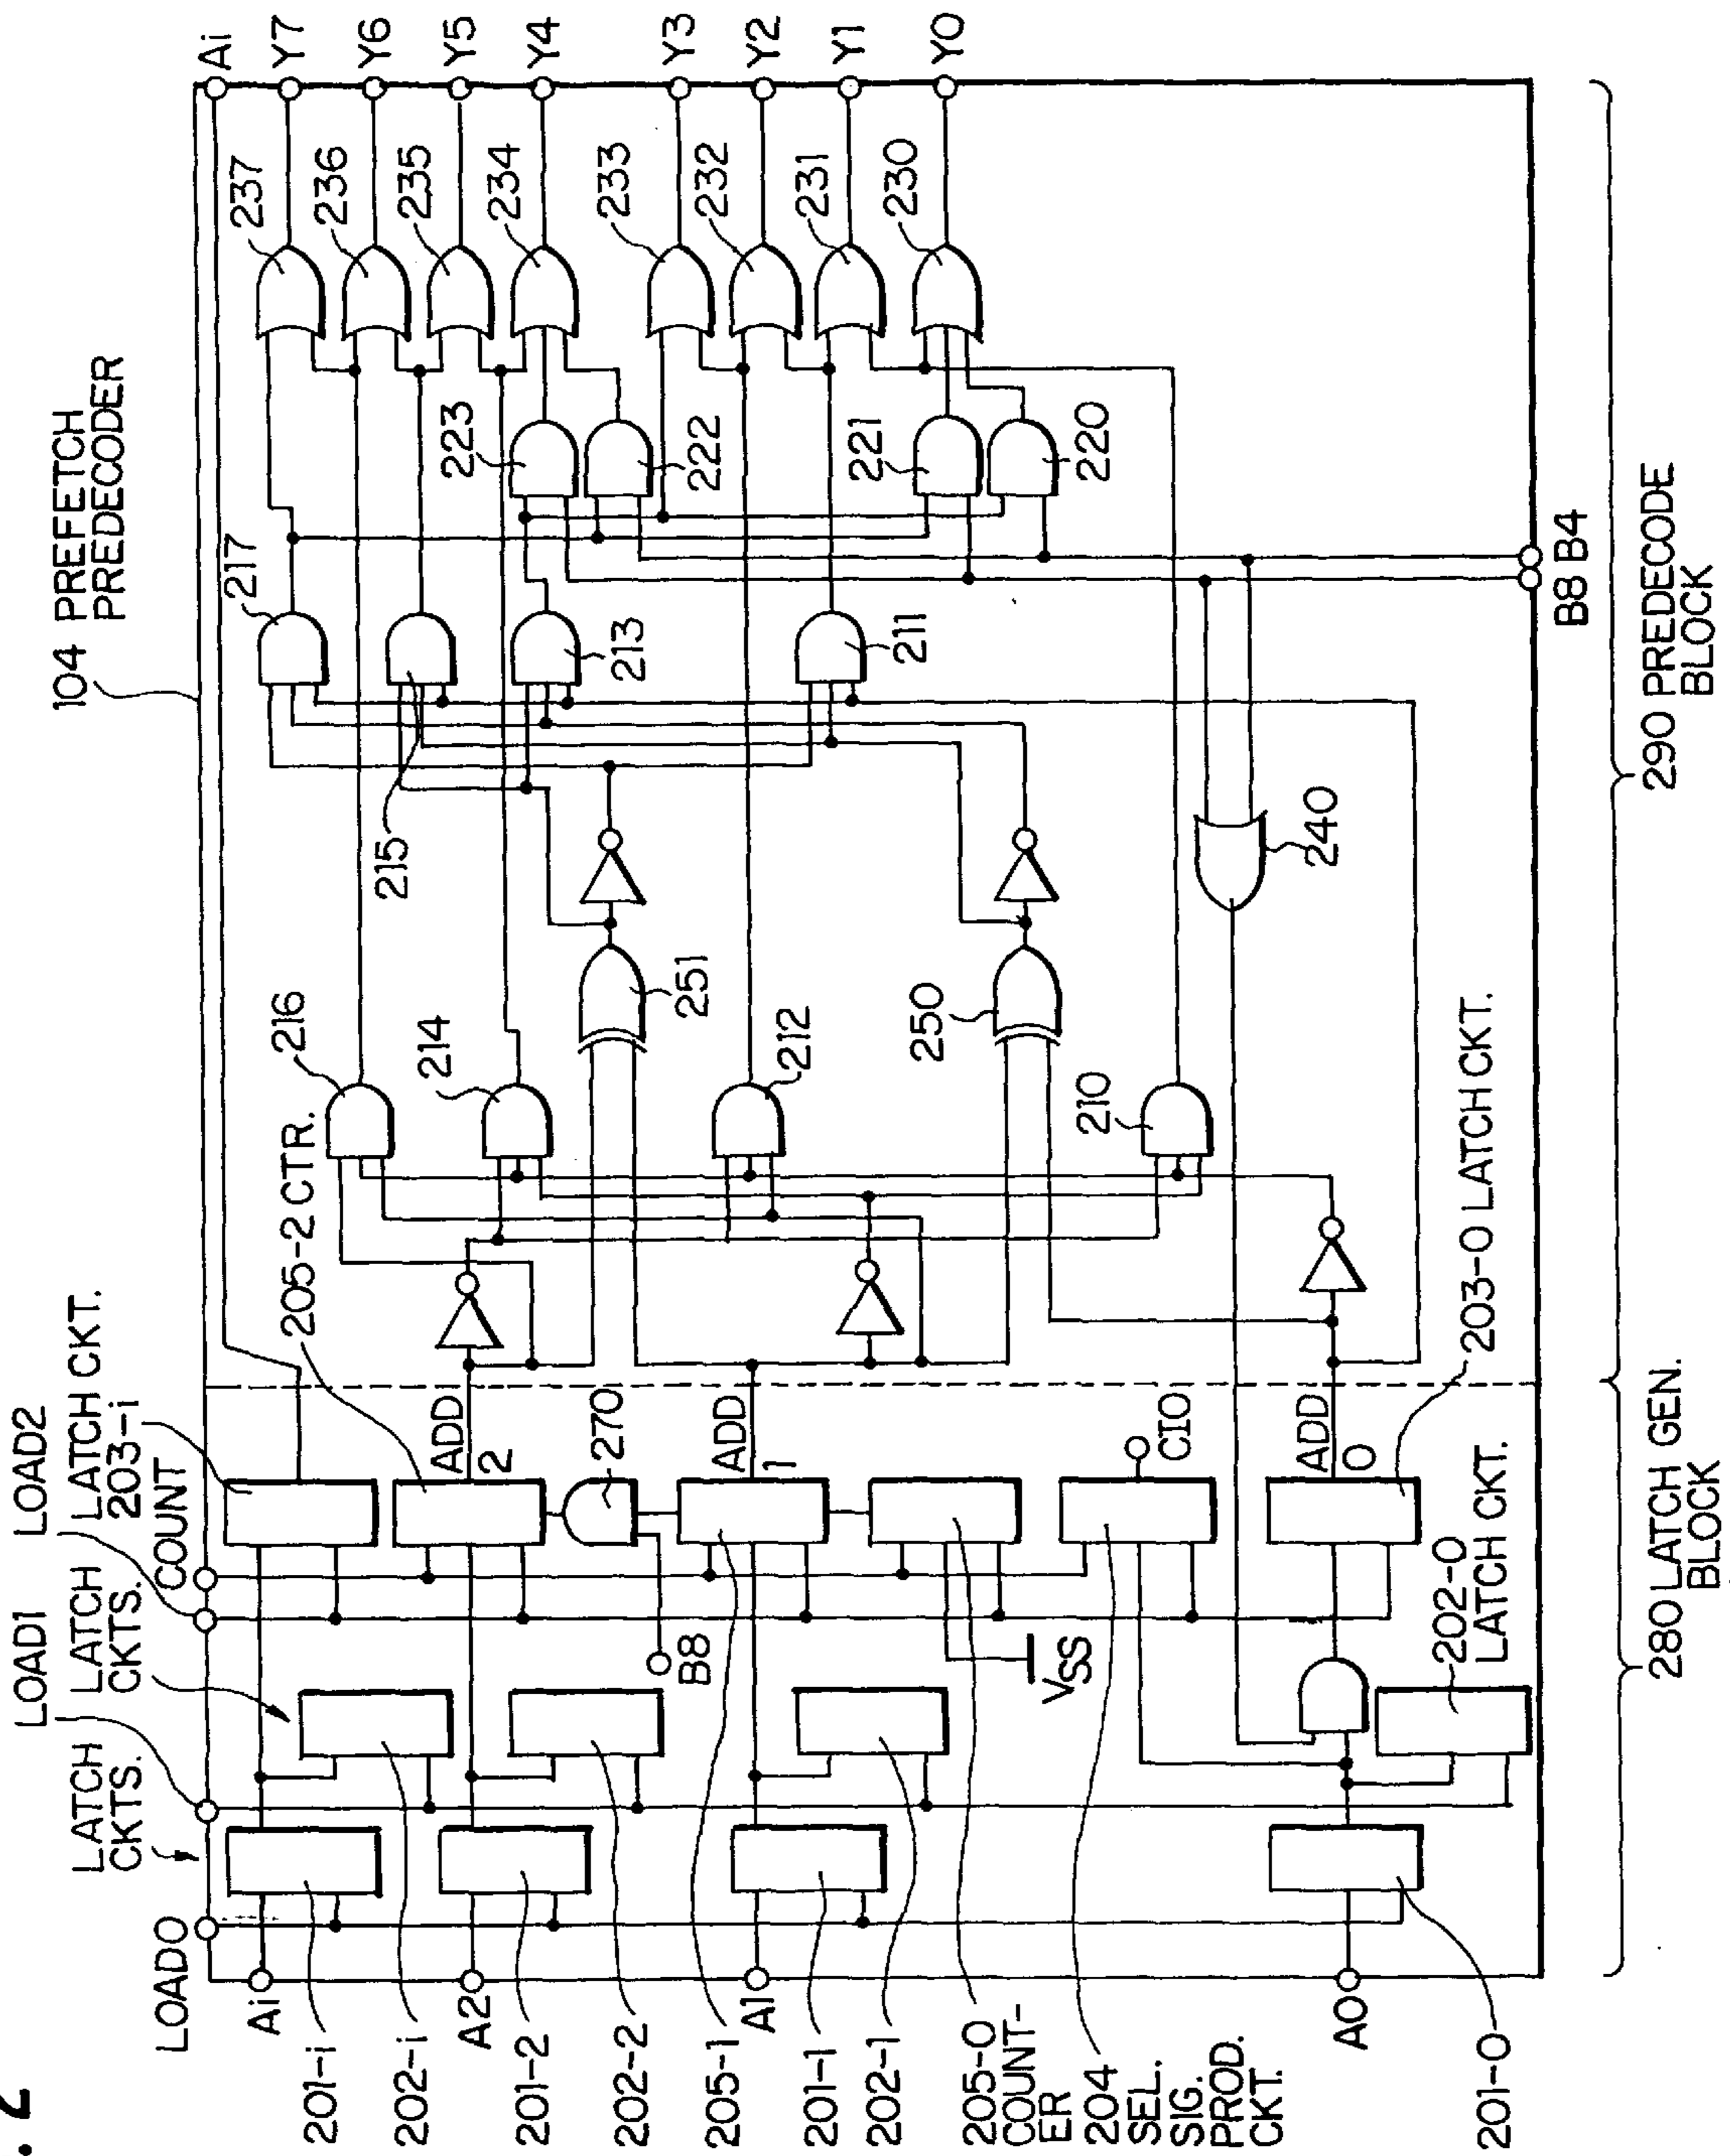 . 2
104 PREFETCH
PREDECODER
LOAD0
LATCH
CKTS.
LOAD1
LATCH
CKTS.
LOAD2
COUNT
LATCH CKT.
203-i
205-2 CTR.
216
214
251
212
250
210
215
217
213
211
240
223
222
221
220
237
236
235
234
233
232
231
230
Ai
Y7
Y6
Y5
Y4
Y3
Y2
Y1
Y0
Ai
A2
A1
A0
201-i
202-i
201-2
202-2
205-1
201-1
202-1
205-0
COUNT-
ER
204
SEL.
SIG.
PROD.
CKT.
201-0
ADD
2
270
B8
ADD
1
VSS
CIO
ADD
0
202-0
LATCH CKT.
203-0 LATCH CKT.
B8 B4
280 LATCH GEN.
BLOCK
290 PREDECODE
BLOCK